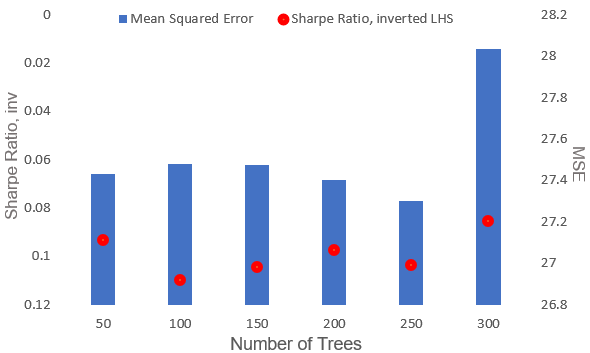 Mean Squared Error
Sharpe Ratio, inverted LHS
0
0.02
0.04
0.06
0.08
0.1
0.12
Sharpe Ratio, inv
28.2
28
27.8
27.6
27.4
27.2
27
26.8
MSE
50 100 150 200 250 300
Number of Trees